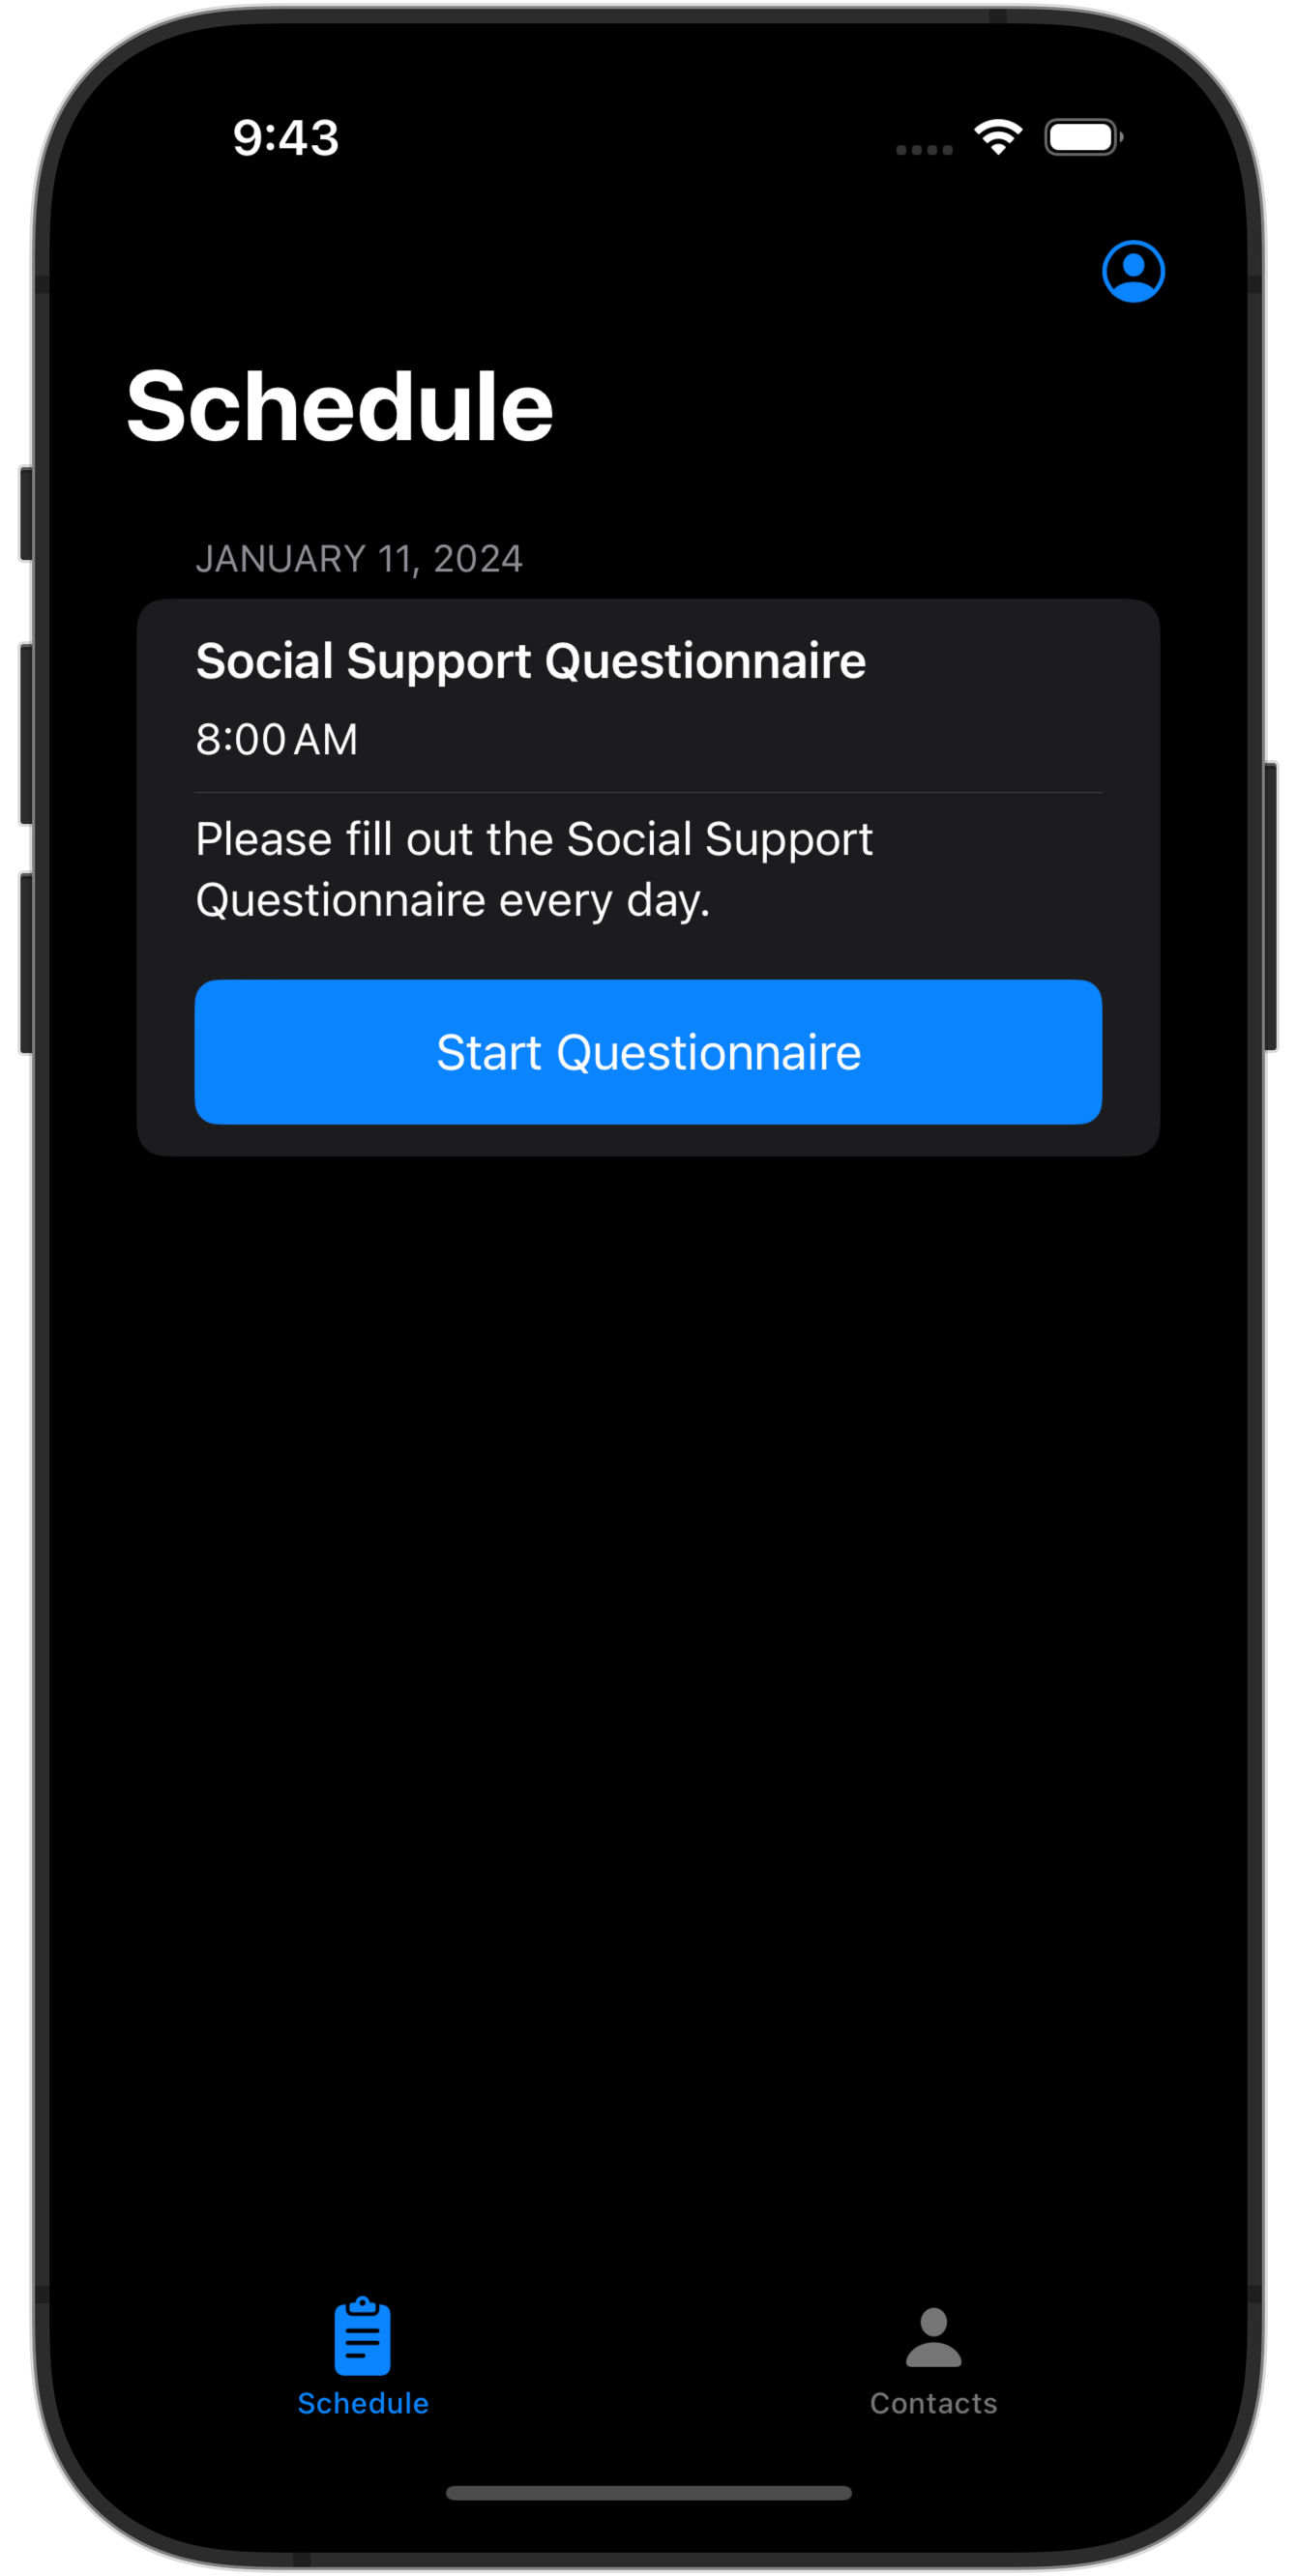 9:43
Schedule
JANUARY 11, 2024
Social Support Questionnaire
8:00 AM
Please fill out the Social Support
Questionnaire every day.
Start Questionnaire
Schedule
Contacts